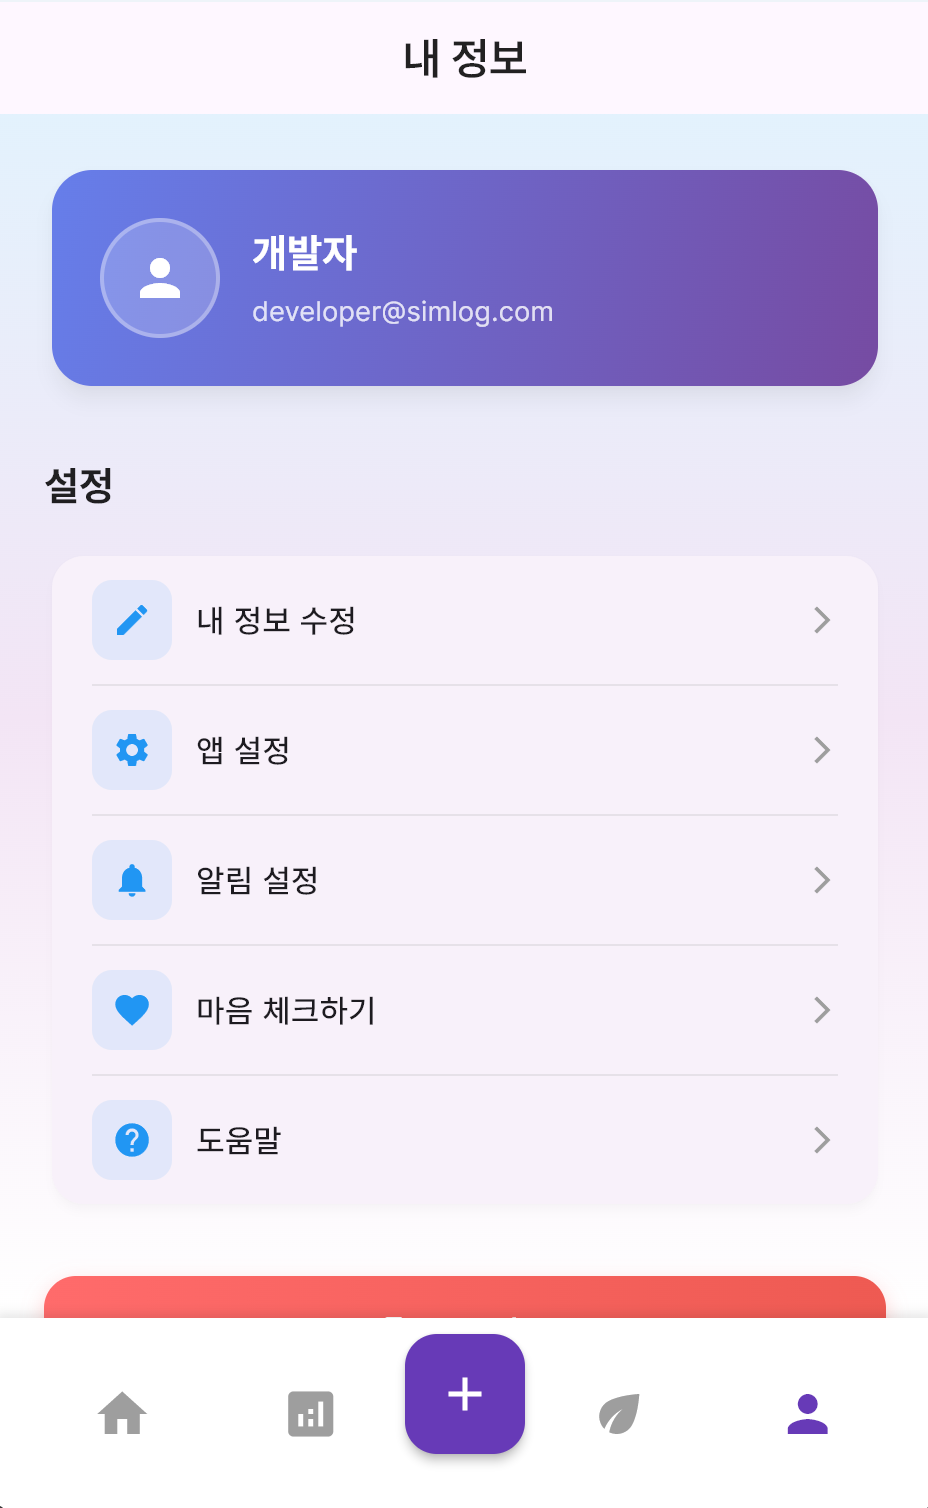 내 정보
개발자
developer@simlog.com
설정
내 정보 수정
앱 설정
알림 설정
마음 체크하기
도움말